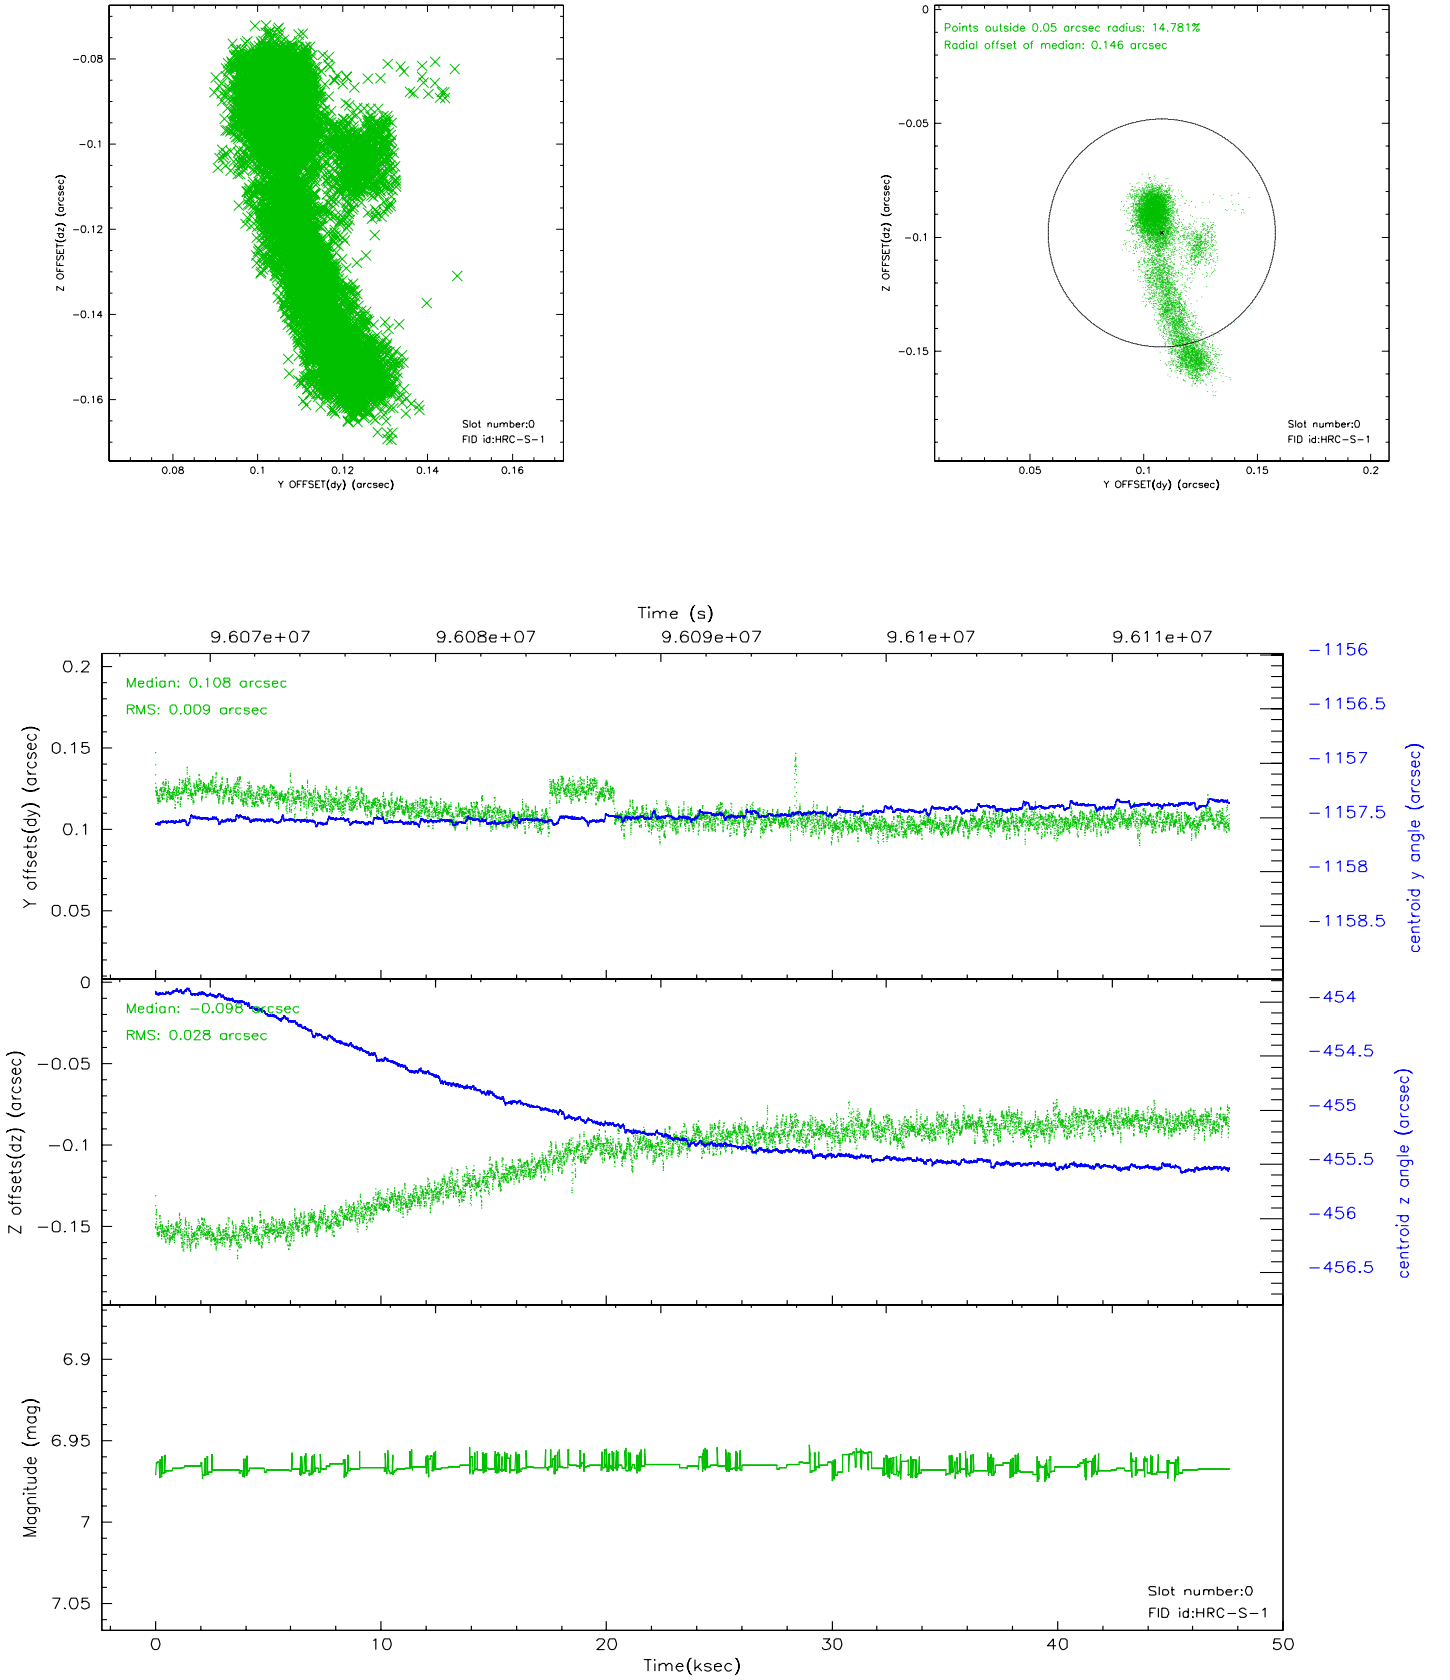 −0.08
−0.1
−0.12
−0.14
−0.16
Z OFFSET(dz) (arcsec)
Slot number:0
FID id:HRC−S−1
0.08 0.1 0.12 0.14 0.16
Y OFFSET(dy) (arcsec)
0
−0.05
−0.1
−0.15
Z OFFSET(dz) (arcsec)
Points outside 0.05 arcsec radius: 14.781%
Radial offset of median: 0.146 arcsec
Slot number:0
FID id:HRC−S−1
0.05 0.1 0.15 0.2
Y OFFSET(dy) (arcsec)
Time (s)
9.607e+07 9.608e+07 9.609e+07 9.61e+07 9.611e+07
0.2
0.15
0.1
0.05
Y offsets(dy) (arcsec)
Median: 0.108 arcsec
RMS: 0.009 arcsec
−1156
−1156.5
−1157
−1157.5
−1158
−1158.5
centroid y angle (arcsec)
0
−0.05
−0.1
−0.15
Z offsets(dz) (arcsec)
Median: −0.098 arcsec
RMS: 0.028 arcsec
−454
−454.5
−455
−455.5
−456
−456.5
centroid z angle (arcsec)
6.9
6.95
7
7.05
Magnitude (mag)
Slot number:0
FID id:HRC−S−1
0 10 20 30 40 50
Time(ksec)